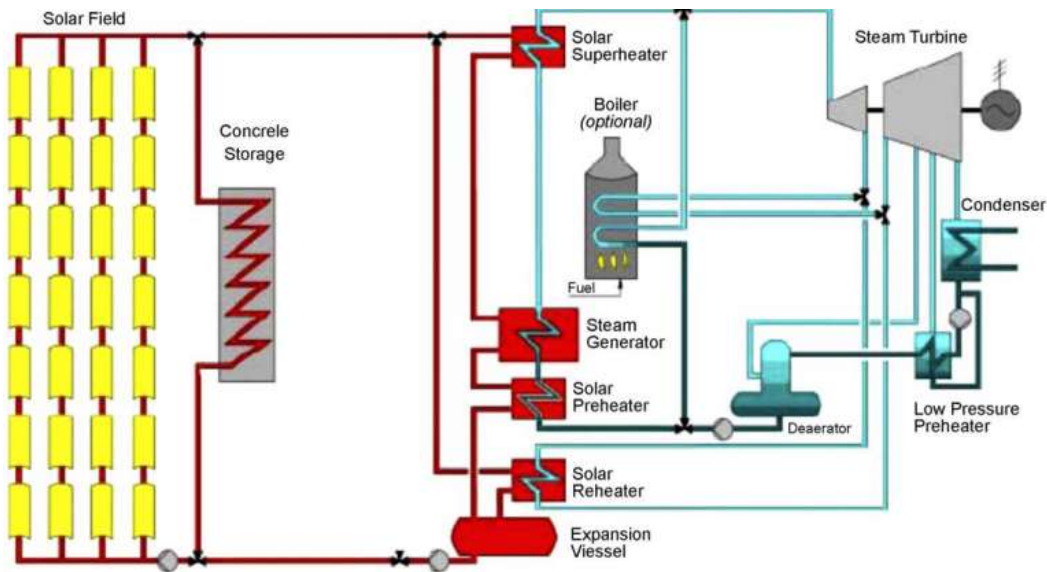 Solar Field
Solar
Superheater
Steam Turbine
Boiler
(optional)
Concrele
Storage
Condenser
Fuel
Steam
Generator
Solar
Preheater
Low Pressure
Preheater
Deaerator
Solar
Reheater
Expansion
Viessel